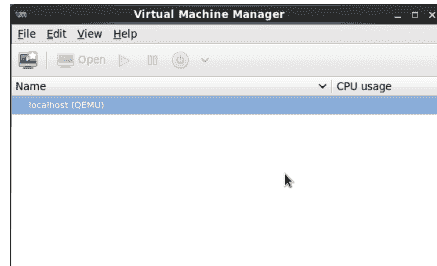 Virtual Machine Manager
File Edit View Help
Open
Name CPU usage
localhost (QEMU)